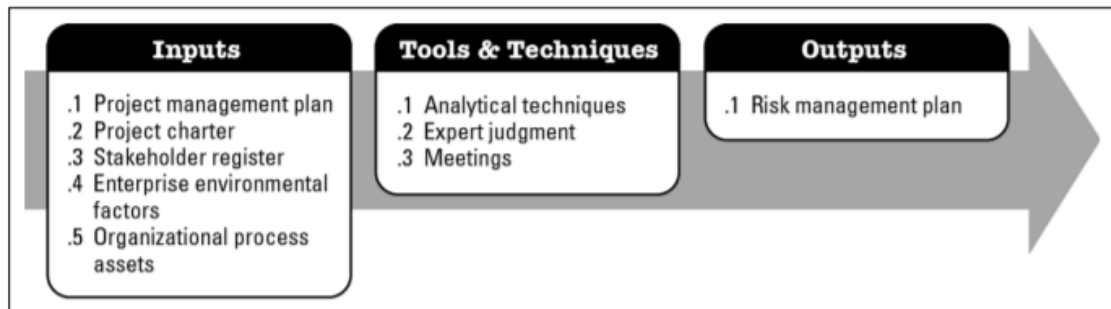 Inputs
.1 Project management plan
.2 Project charter
.3 Stakeholder register
.4 Enterprise environmental
factors
.5 Organizational process
assets
Tools & Techniques
.1 Analytical techniques
.2 Expert judgment
.3 Meetings
Outputs
.1 Risk management plan